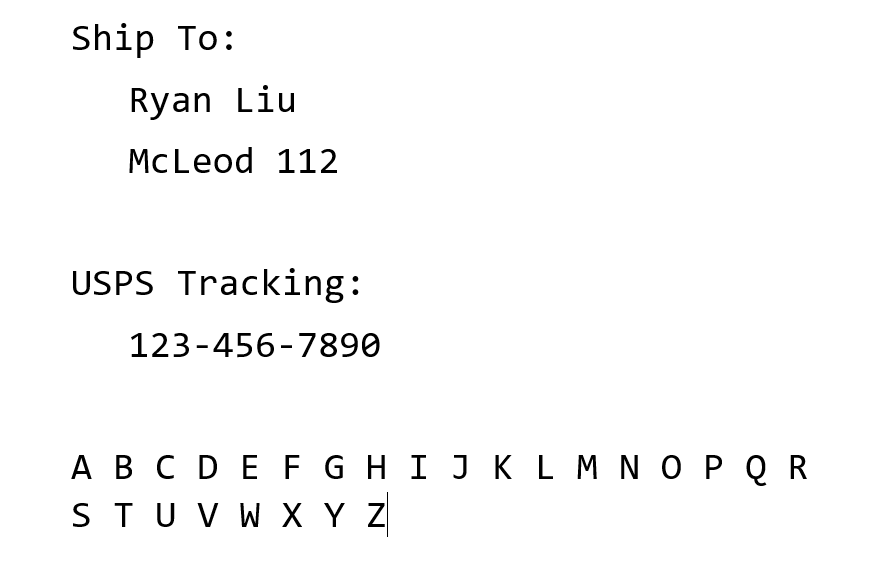 Ship To:
Ryan Liu
McLeod 112
USPS Tracking:
123-456-7890
A B C D E F G H I J K L M N O P Q R
S T U V W X Y Z